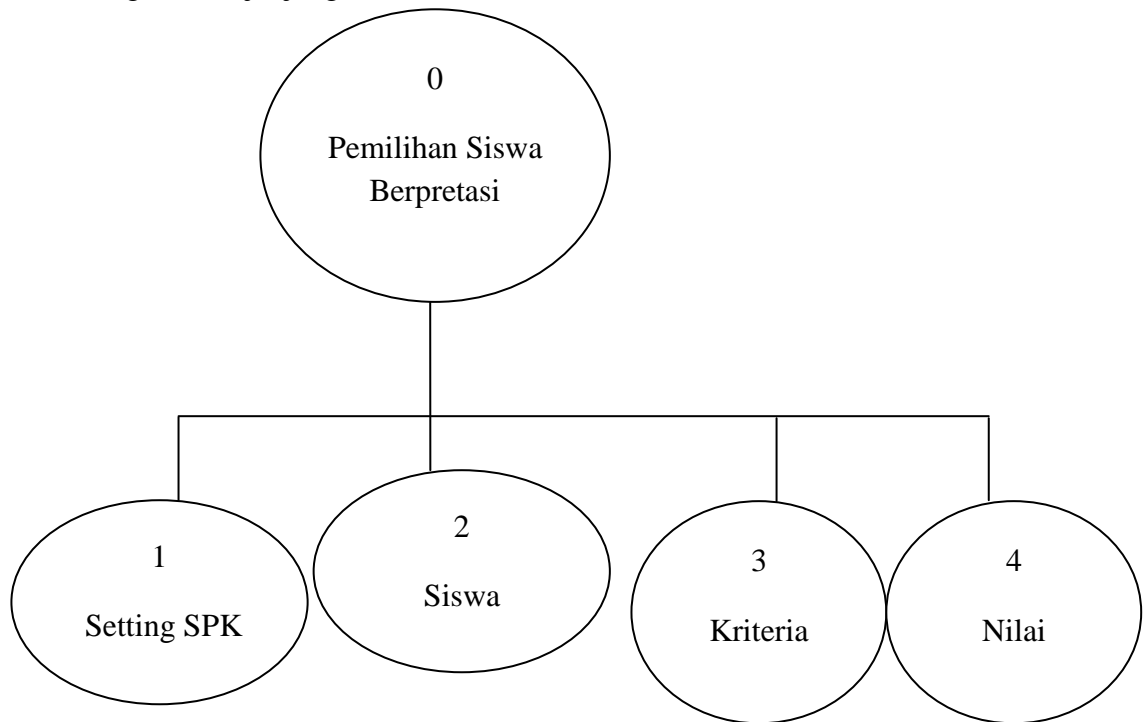 0
Pemilihan Siswa
Berpretasi
1
Setting SPK
2
Siswa
3
Kriteria
4
Nilai